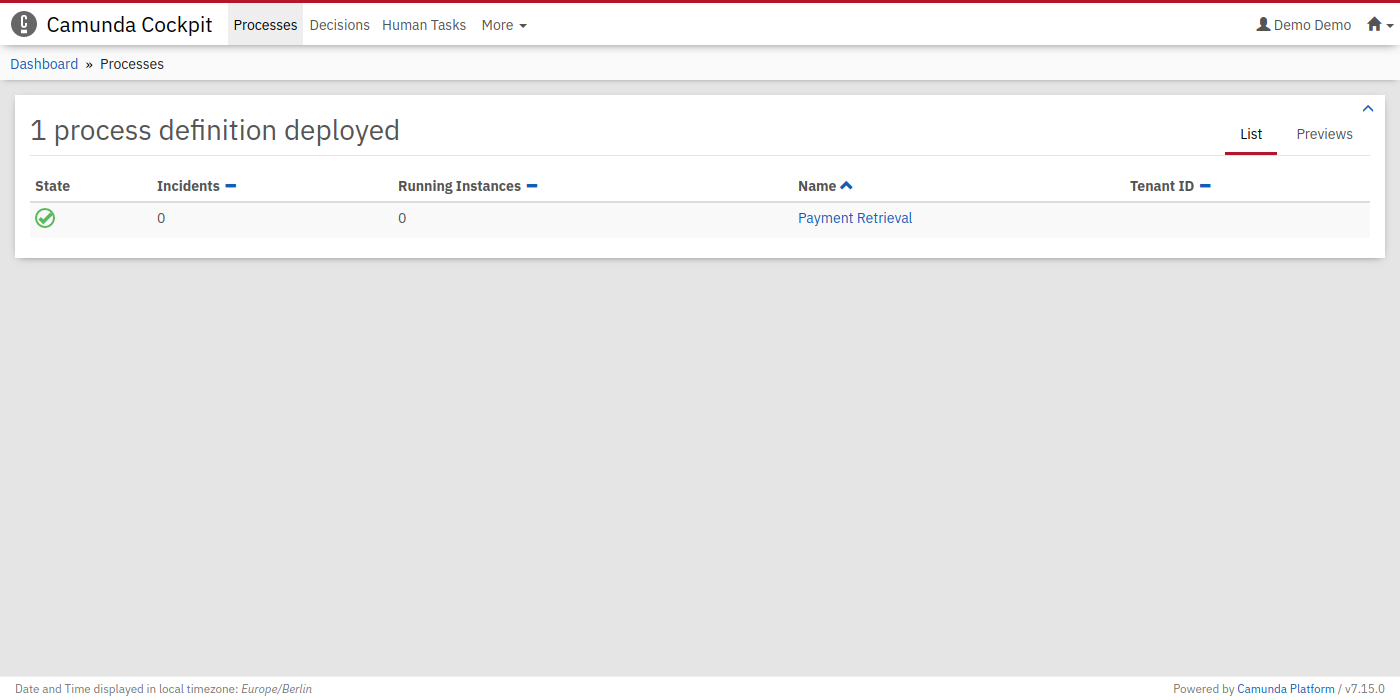 Camunda Cockpit Processes Decisions Human Tasks More Demo Demo
Dashboard » Processes
1 process definition deployed
List Previews
State Incidents Running Instances Name Tenant ID
0 0 Payment Retrieval
Date and Time displayed in local timezone: Europe/Berlin Powered by Camunda Platform / v7.15.0